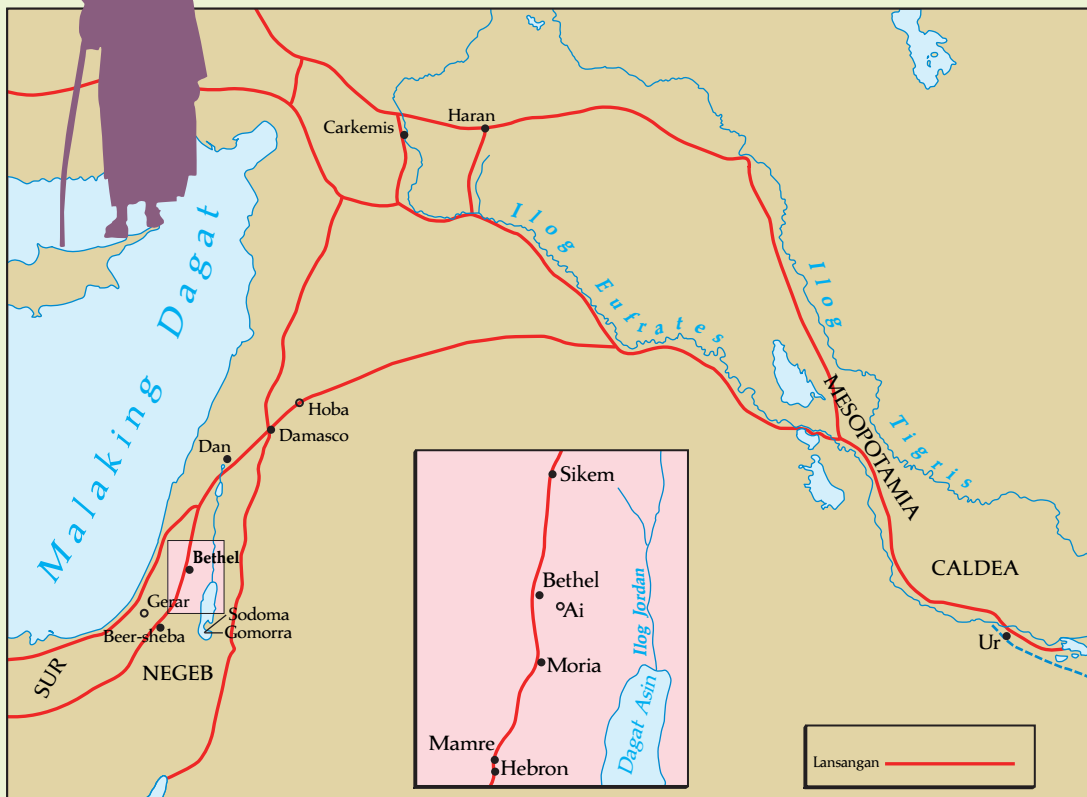 Carkemis
Haran
Ilog Eufrates
Ilog Tigris
Malaking Dagat
MESOPOTAMIA
Hoba
Damasco
Dan
Bethel
Gerar
Sodoma
Gomorra
Beer-sheba
SUR
NEGEB
CALDEA
Ur
Sikem
Bethel
Ai
Ilog Jordan
Moria
Dagat Asin
Mamre
Hebron
Lansangan